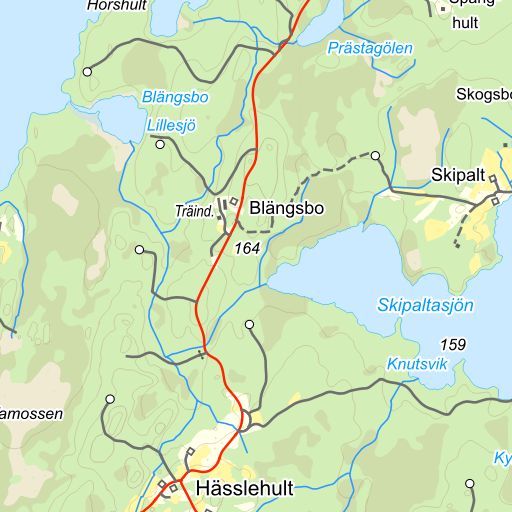 Horshult
Spång
hult
Prästagölen
Blängsbo
Lillesjö
Skogsbo
Skipalt
Träind.
Blängsbo
164
Skipaltasjön
159
Knutsvik
amossen
Ky
Hässlehult